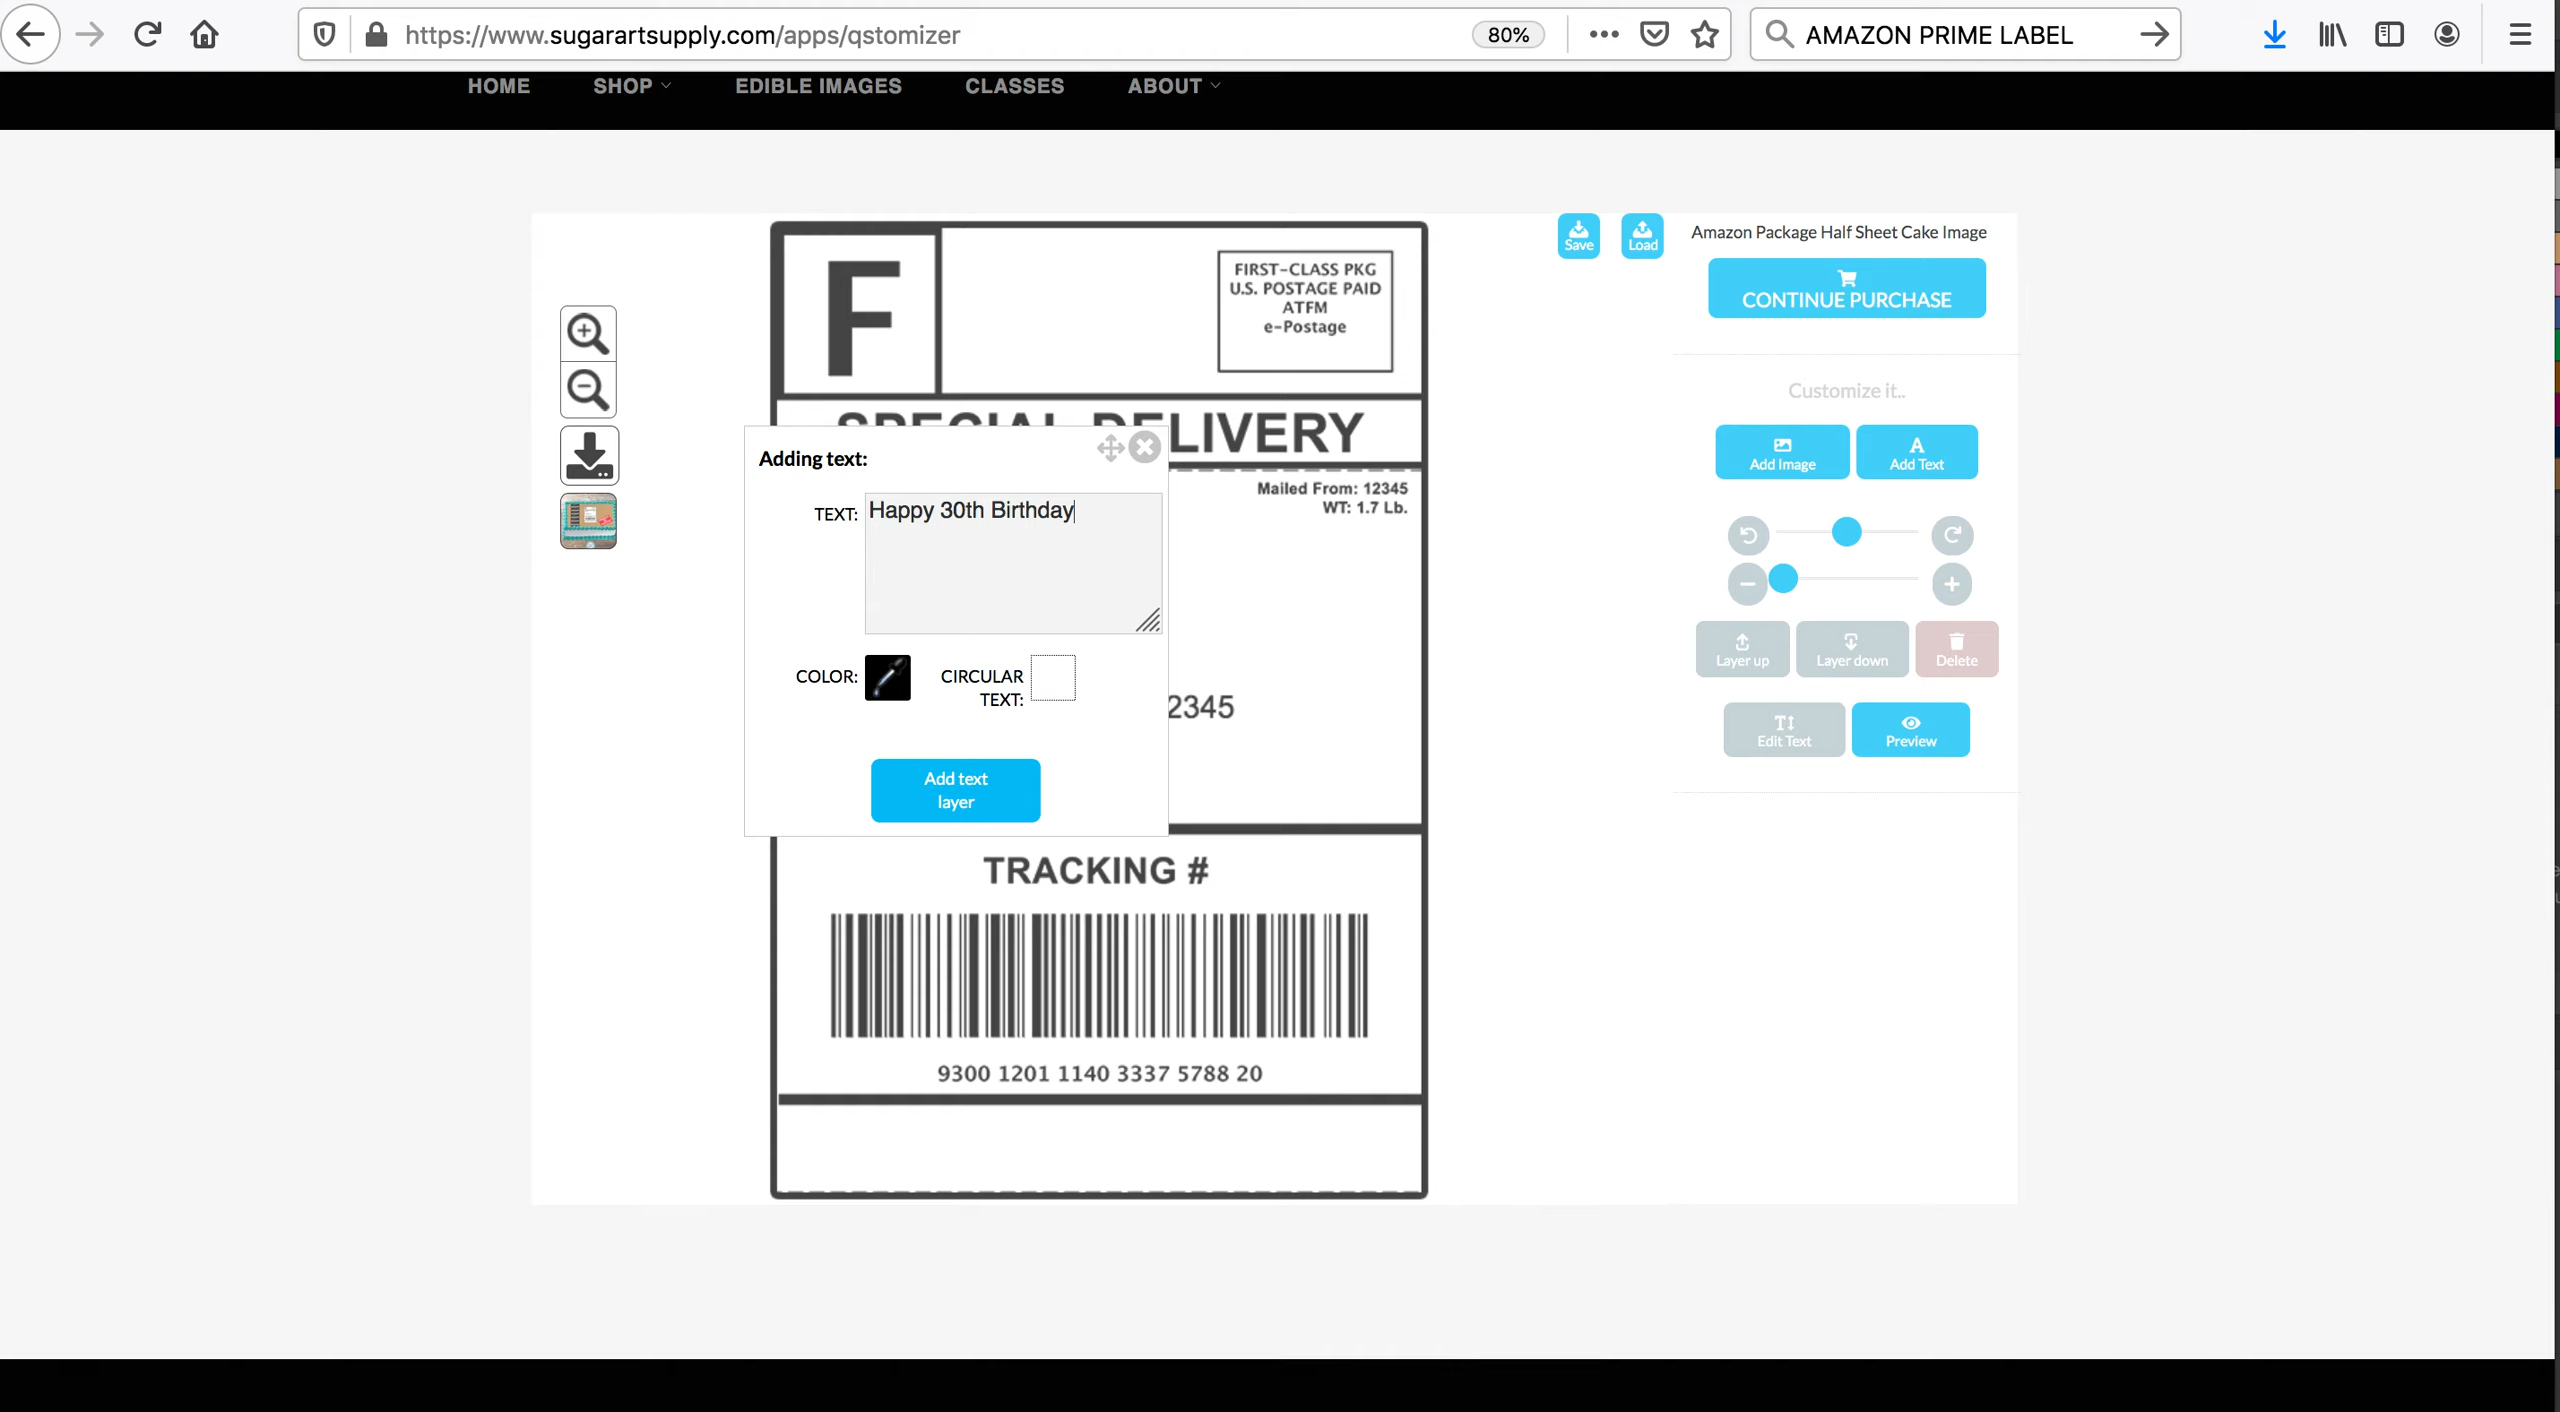 https://www.sugarartsupply.com/apps/qstomizer
80%
AMAZON PRIME LABEL
HOME
SHOP
EDIBLE IMAGES
CLASSES
ABOUT
F
FIRST-CLASS PKG
U.S. POSTAGE PAID
ATFM
e-Postage
Save
Load
Amazon Package Half Sheet Cake Image
CONTINUE PURCHASE
Customize it..
SPECIAL DELIVERY
Adding text:
Add Image
Add Text
Mailed From: 12345
WT: 1.7 Lb.
TEXT:
Happy 30th Birthday
COLOR:
CIRCULAR
TEXT:
2345
Layer up
Layer down
Delete
Edit Text
Preview
Add text
layer
TRACKING #
9300 1201 1140 3337 5788 20